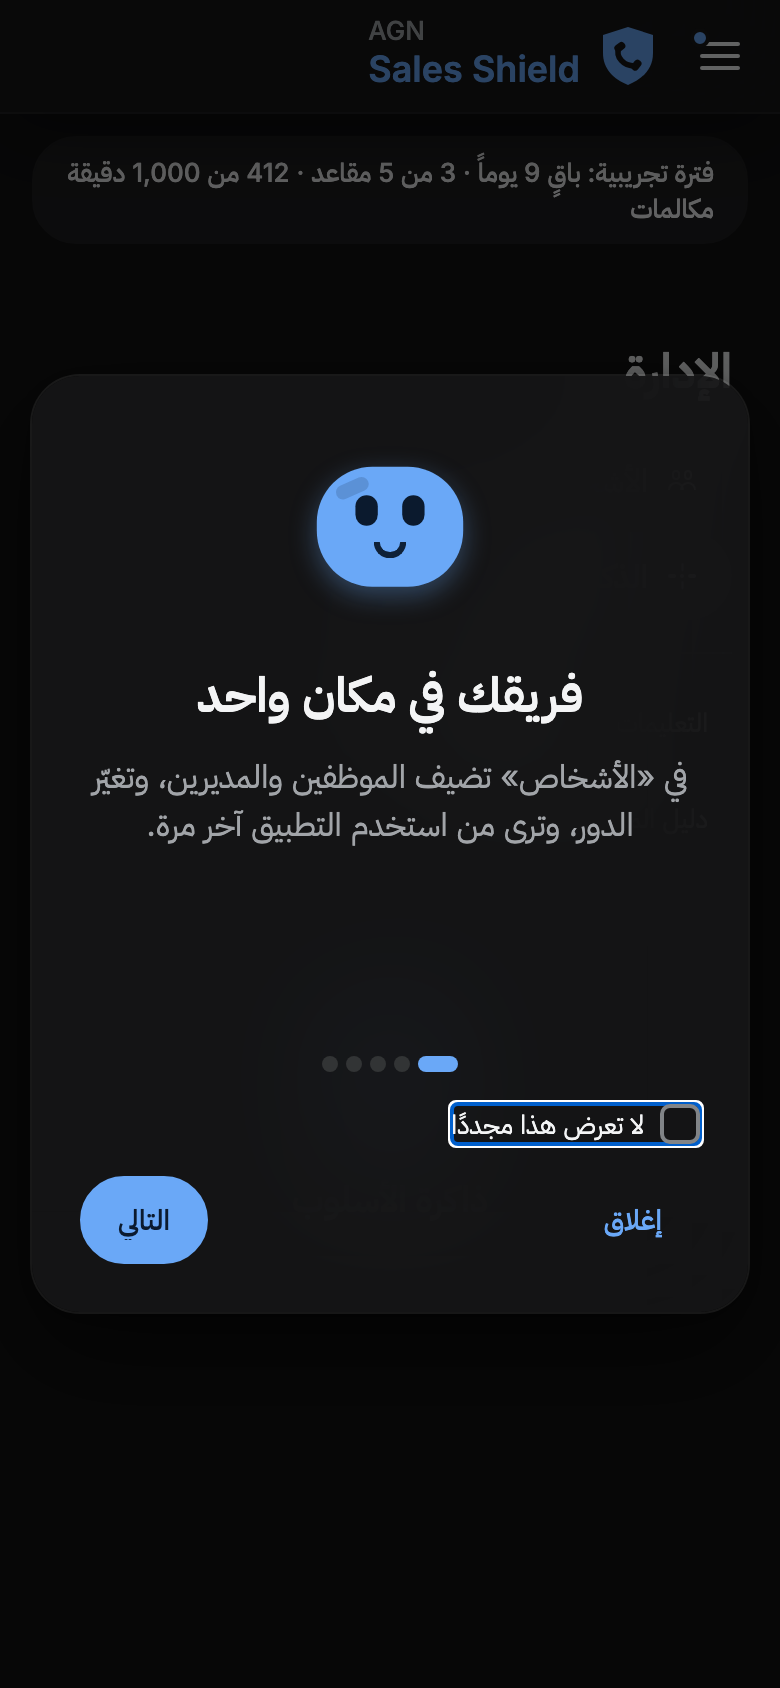 AGN
Sales Shield
فترة تجريبية: باقٍ 9 يوماً · 3 من 5 مقاعد · 412 من 1,000 دقيقة
مكالمات
الإدارة
فريقك في مكان واحد
في «الأشخاص» تضيف الموظفين والمديرين، وتغيّر
الدور، وترى من استخدم التطبيق آخر مرة.
لا تعرض هذا مجددًا
إغلاق
التالي